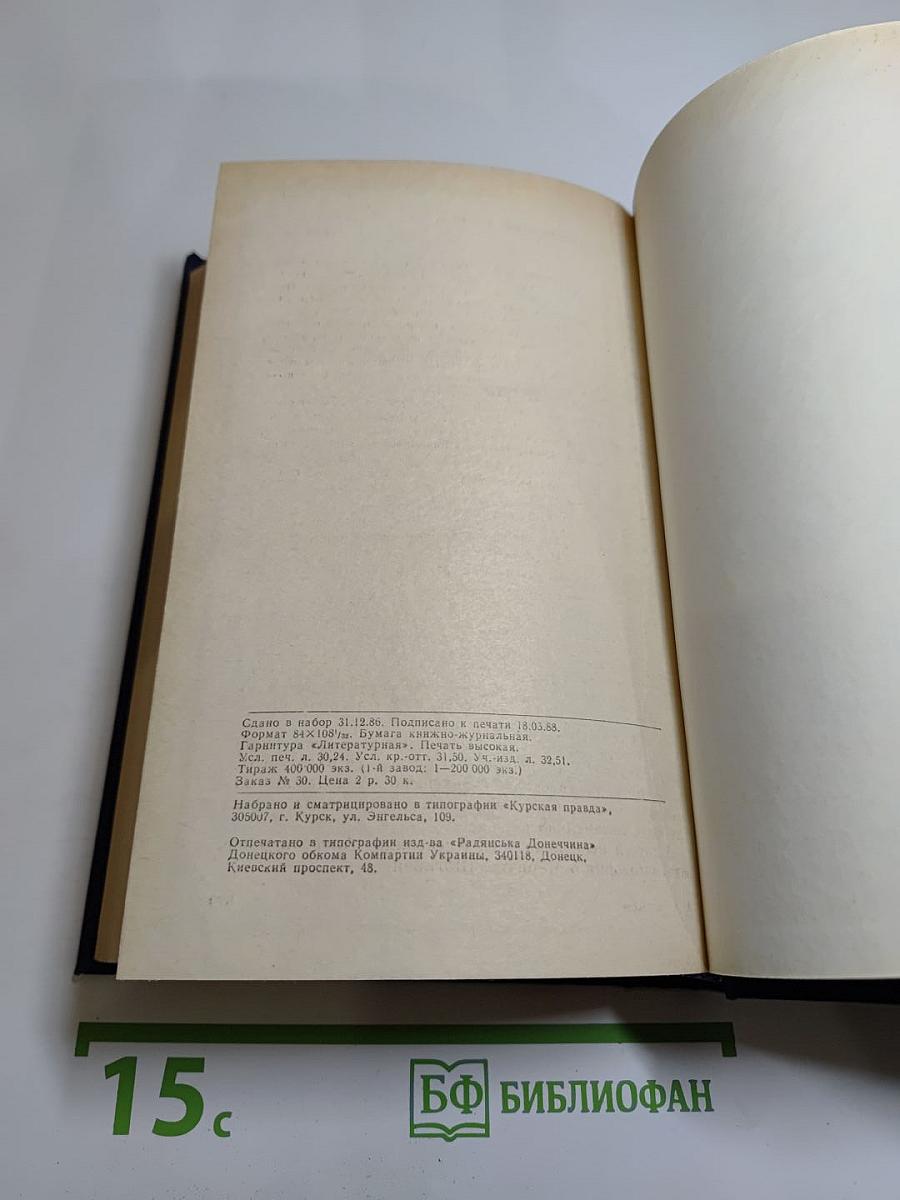 Сдано в набор 31.12.86. Подписано к печати 18.03.88.
Формат 84×108¹/₃₂. Бумага книжно-журнальная.
Гарнитура «Литературная». Печать высокая.
Усл. печ. л. 30,24. Усл. кр.-отт. 31,50. Уч.-изд. л. 32,51.
Тираж 400 000 экз. (1-й завод: 1—200 000 экз.)
Заказ № 30. Цена 2 р. 30 к.
Набрано и сматрицировано в типографии «Курская правда»,
305007, г. Курск, ул. Энгельса, 109.
Отпечатано в типографии изд-ва «Радянська Донеччина»
Донецкого обкома Компартии Украины, 340118, Донецк,
Киевский проспект, 48.
15 с
БФ БИБЛИОФАН